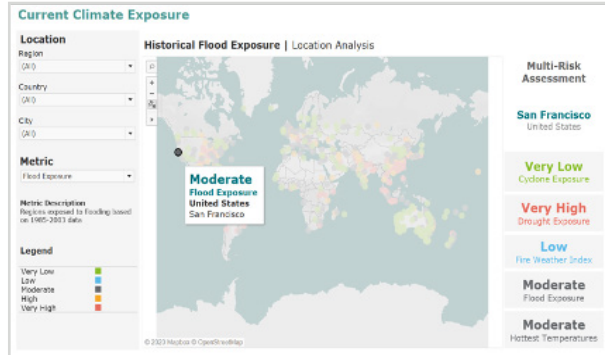 Current Climate Exposure
Location
Region
(All)
Country
(All)
City
(All)
Metric
Flood Exposure
Metric Description
Regions exposed to flooding based
on 1985-2003 data
Legend
Very Low
Low
Moderate
High
Very High
Historical Flood Exposure | Location Analysis
Moderate
Flood Exposure
United States
San Francisco
© 2023 Mapbox © OpenStreetMap
Multi-Risk
Assessment
San Francisco
United States
Very Low
Cyclone Exposure
Very High
Drought Exposure
Low
Fire Weather Index
Moderate
Flood Exposure
Moderate
Hottest Temperatures